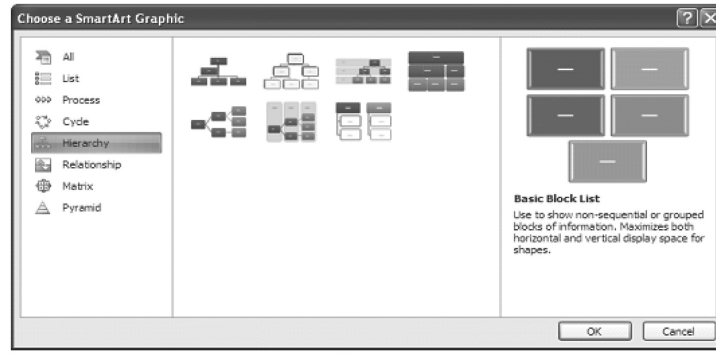 Choose a SmartArt Graphic
All
List
Process
Cycle
Hierarchy
Relationship
Matrix
Pyramid
Basic Block List
Use to show non-sequential or grouped
blocks of information. Maximizes both
horizontal and vertical display space for
shapes.
OK
Cancel